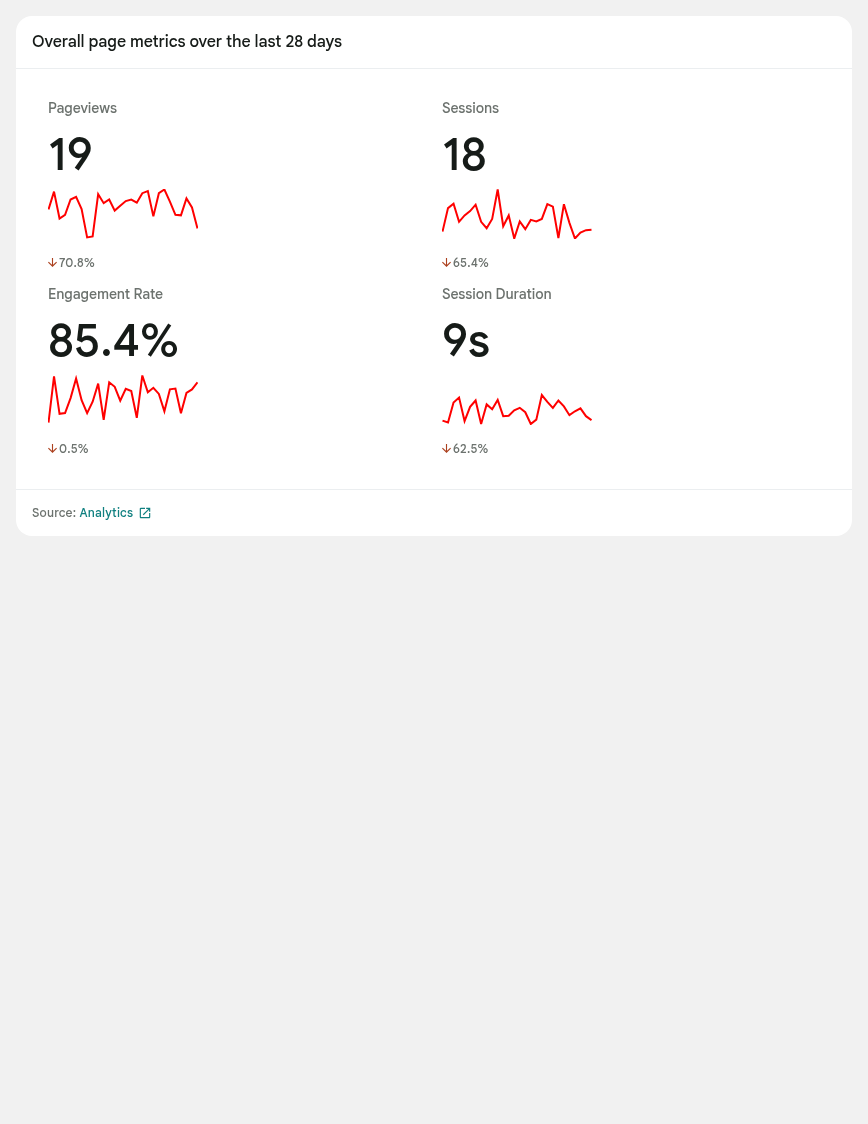 Overall page metrics over the last 28 days
Pageviews
19
70.8%
Sessions
18
65.4%
Engagement Rate
85.4%
0.5%
Session Duration
9s
62.5%
Source: Analytics